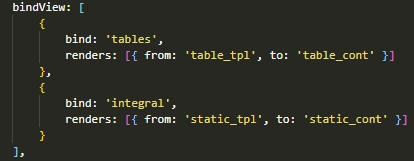 bindView: [
{
bind: 'tables',
renders: [{ from: 'table_tpl', to: 'table_cont' }]
},
{
bind: 'integral',
renders: [{ from: 'static_tpl', to: 'static_cont' }]
}
],